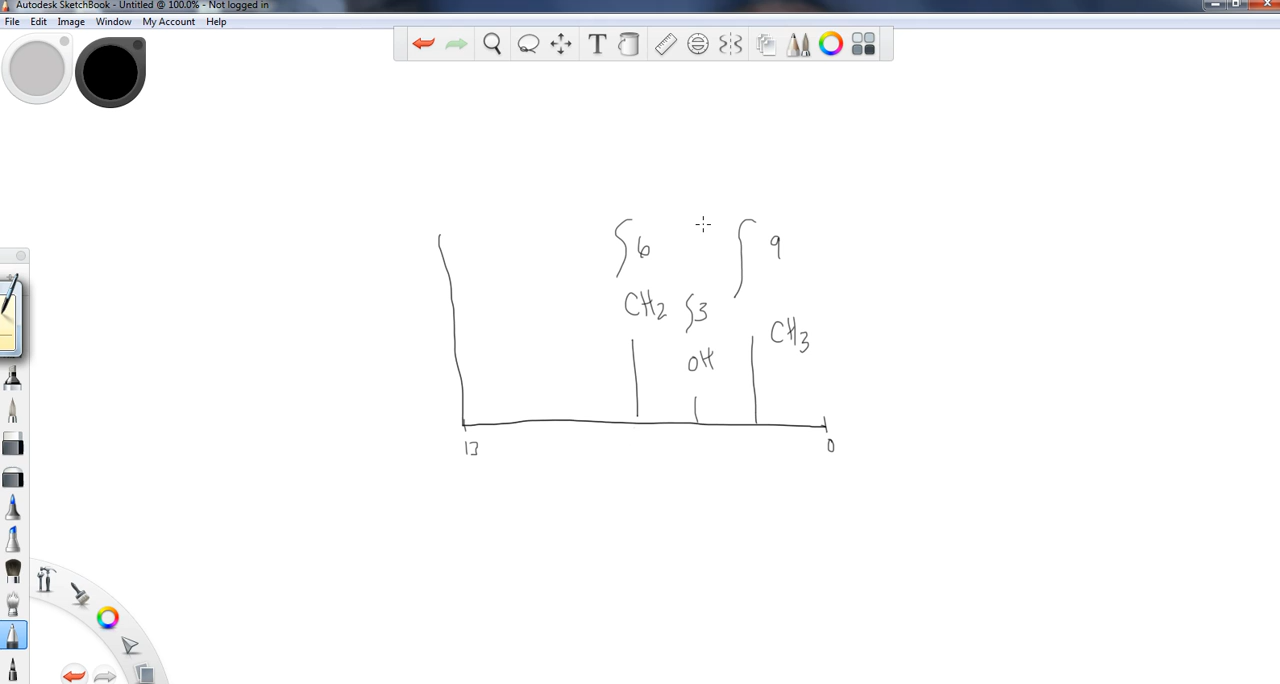 Autodesk SketchBook - Untitled @ 100.0% - Not logged in
File Edit Image Window My Account Help
T
∫6 ∫9
CH2 ∫3
OH CH3
13 0